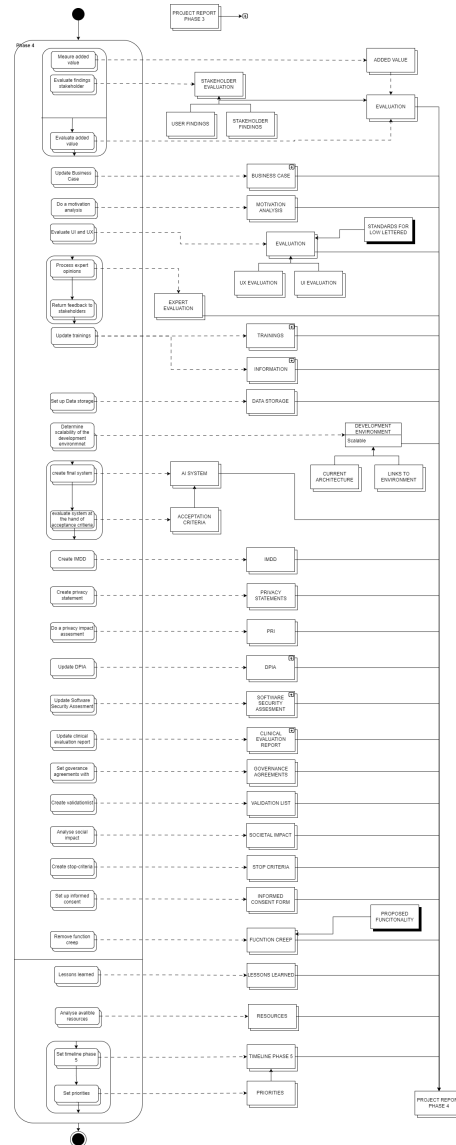 PROJECT REPORT
PHASE 3
Phase 4
Meaure added
value
ADDED VALUE
Evaluate findings
stakeholder
STAKEHOLDER
EVALUATION
EVALUATION
USER FINDINGS
STAKEHOLDER
FINDINGS
Evaluate added
value
Update Business
Case
BUSINESS CASE
Do a motivation
analysis
MOTIVATION
ANALYSIS
STANDARDS FOR
LOW LETTERED
Evaluate UI and UX
EVALUATION
UX EVALUATION
UI EVALUATION
Process expert
opinions
EXPERT
EVALUATION
Return feedback to
stakeholders
Update trainings
TRAININGS
INFORMATION
Set up Data storage
DATA STORAGE
Determine
scalability of the
development
environmnat
DEVELOPMENT
ENVIRONMENT
Scalable
CURRENT
ARCHITECTURE
LINKS TO
ENVIRONMENT
create final system
AI SYSTEM
evaluate system at
the hand of
acceptance criteria
ACCEPTATION
CRITERIA
Create IMDD
IMDD
Create privacy
statement
PRIVACY
STATEMENTS
Do a privacy impact
assesment
PRI
Update DPIA
DPIA
Update Software
Security Assesment
SOFTWARE
SECURITY
ASSESMENT
Update clinical
evaluation report
CLINICAL
EVALUATION
REPORT
Set goverance
agreements with
GOVERNANCE
AGREEMENTS
Create validationlist
VALIDATION LIST
Analyse social
impact
SOCIETAL IMPACT
Create stop-criteria
STOP CRITERIA
Set up informed
consent
INFORMED
CONSENT FORM
PROPOSED
FUNCITONALITY
Remove function
creep
FUCNTION CREEP
Lessons learned
LESSONS LEARNED
Analyse availble
resources
RESOURCES
Set timeline phase
5
TIMELINE PHASE 5
Set priorities
PRIORITIES
PROJECT REPORT
PHASE 4